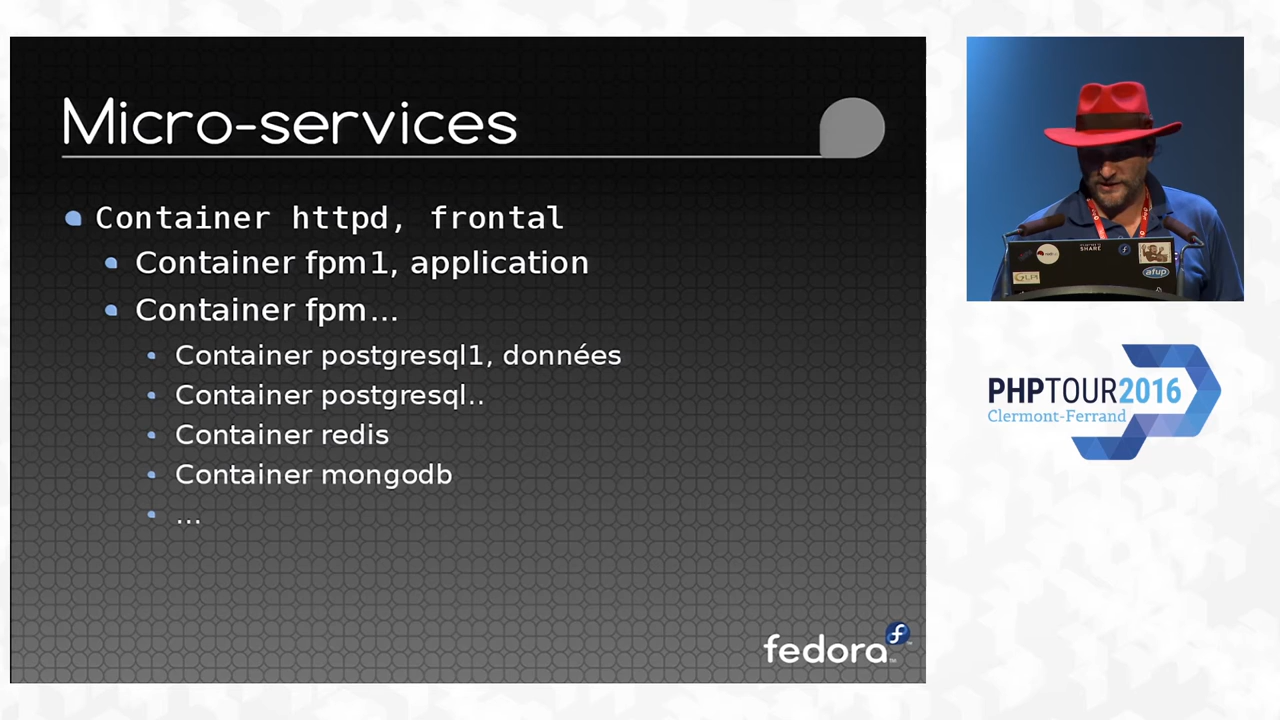 Micro-services
Container httpd, frontal
Container fpm1, application
Container fpm...
Container postgresql1, données
Container postgresql..
Container redis
Container mongodb
...
fedora
SHARE
afup
PHPTOUR2016
Clermont-Ferrand